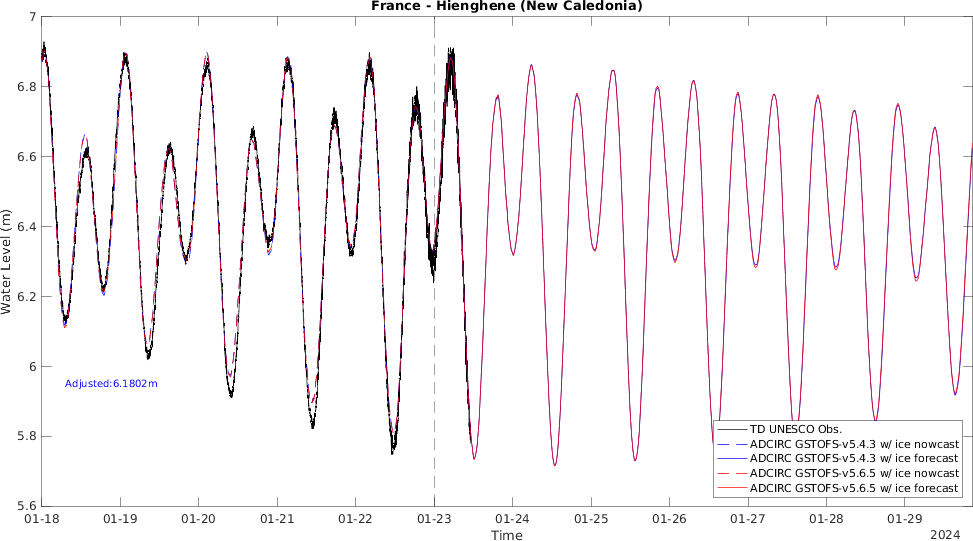 France - Hienghene (New Caledonia)
7
6.8
6.6
6.4
6.2
6
5.8
5.6
Water Level (m)
Adjusted:6.1802m
TD UNESCO Obs.
ADCIRC GSTOFS-v5.4.3 w/ ice nowcast
ADCIRC GSTOFS-v5.4.3 w/ ice forecast
ADCIRC GSTOFS-v5.6.5 w/ ice nowcast
ADCIRC GSTOFS-v5.6.5 w/ ice forecast
01-18 01-19 01-20 01-21 01-22 01-23 01-24 01-25 01-26 01-27 01-28 01-29
Time
2024